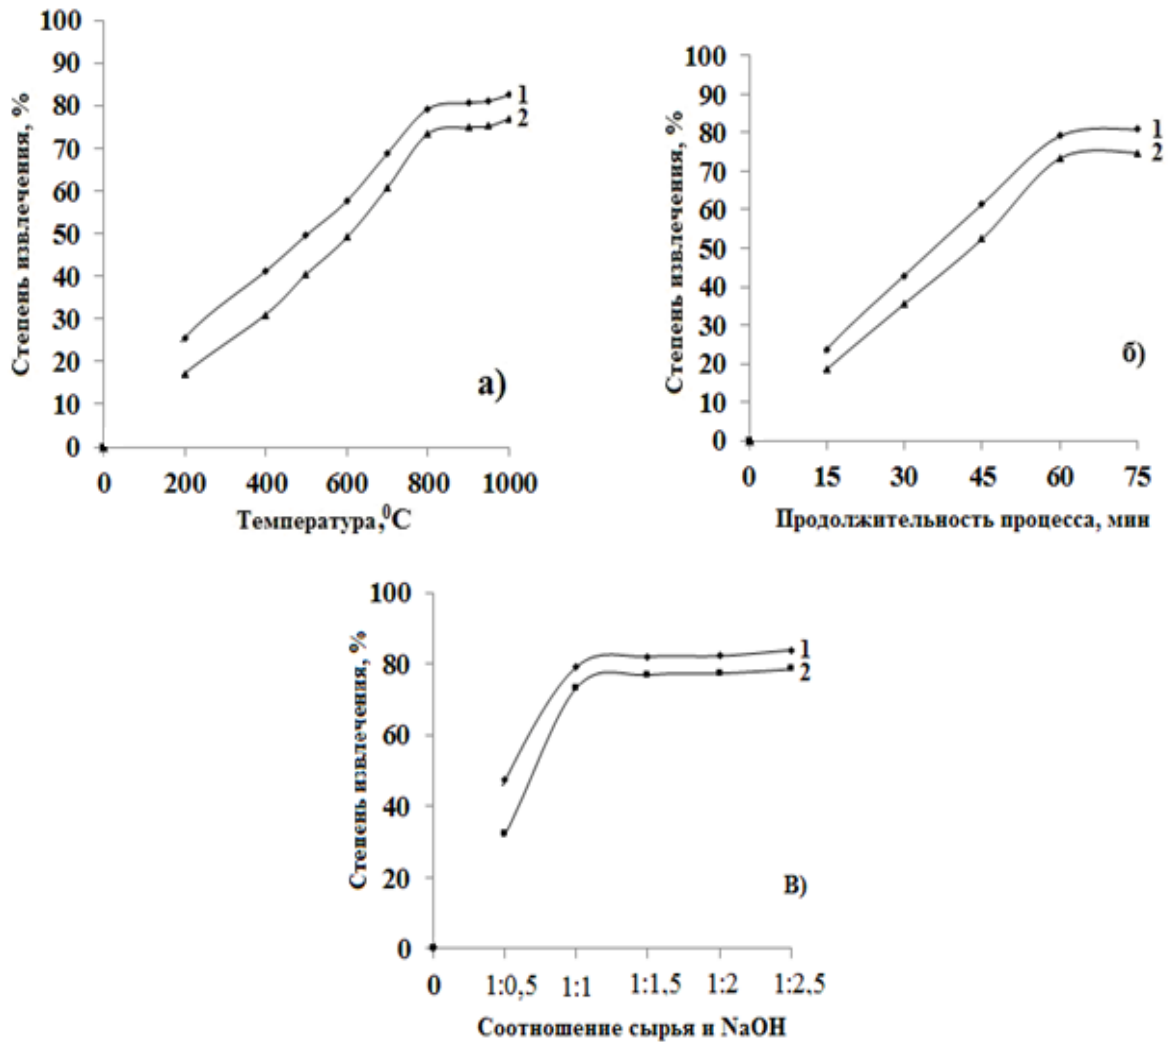 Степень извлечения, %
100
90
80
70
60
50
40
30
20
10
0
1
2
а)
0 200 400 600 800 1000
Температура,⁰С
Степень извлечения, %
100
90
80
70
60
50
40
30
20
10
0
1
2
б)
0 15 30 45 60 75
Продолжительность процесса, мин
Степень извлечения, %
100
80
60
40
20
0
1
2
В)
0 1:0,5 1:1 1:1,5 1:2 1:2,5
Соотношение сырья и NaOH